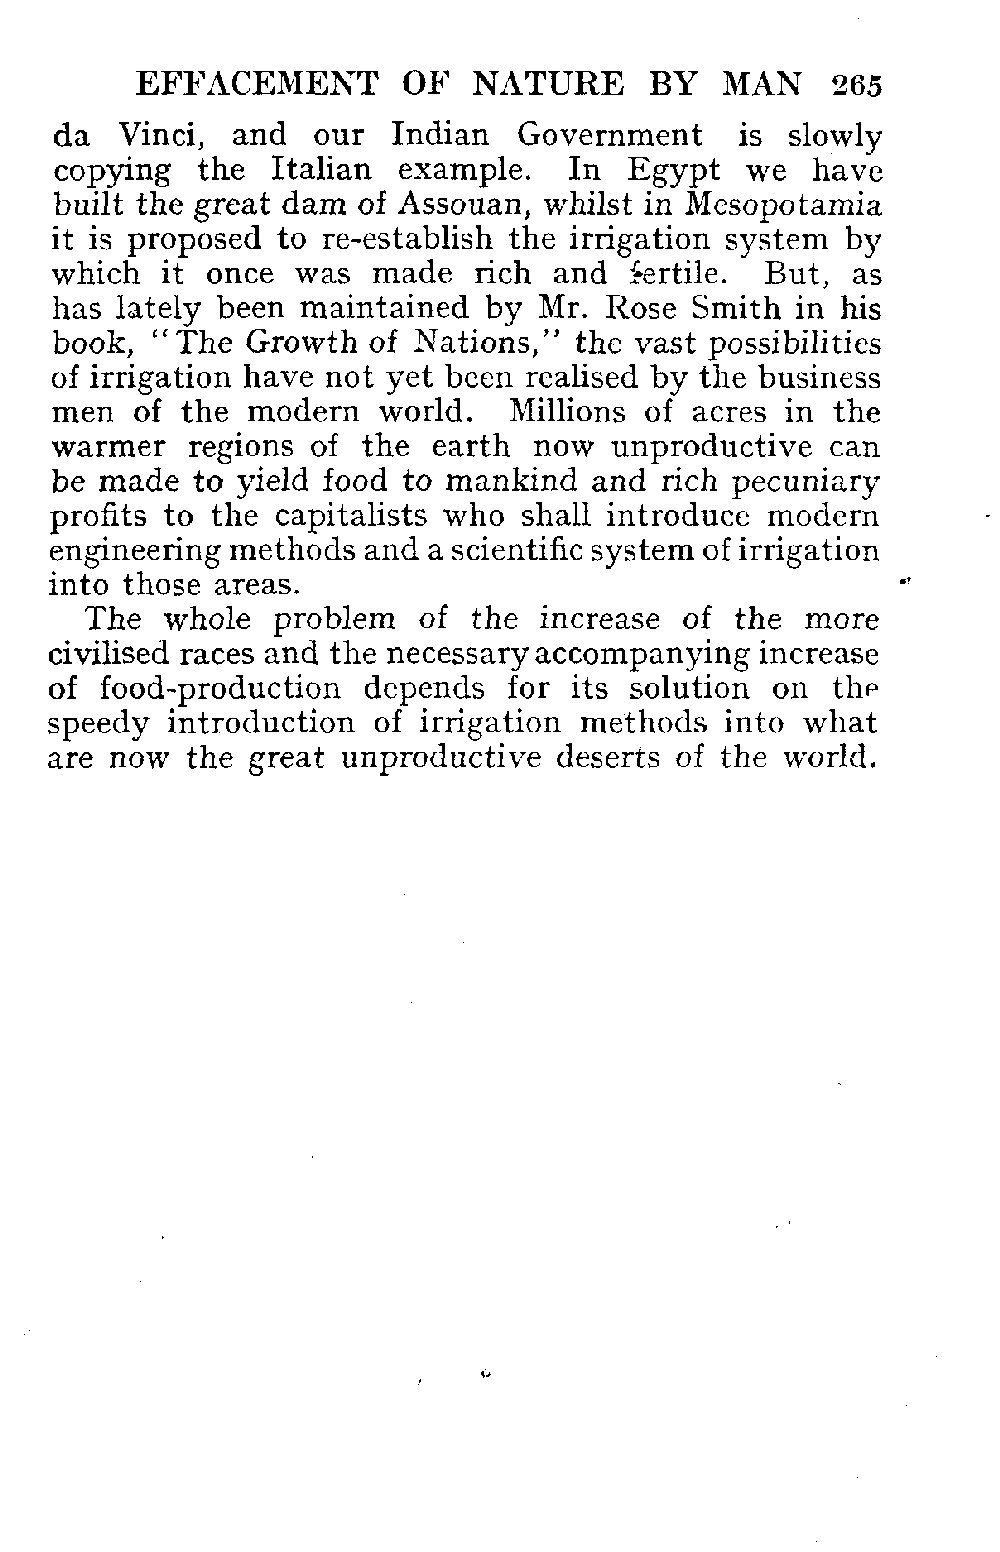 EFFACEMENT OF NATURE BY MAN 265
da Vinci, and our Indian Government is slowly
copying the Italian example. In Egypt we have
built the great dam of Assouan, whilst in Mesopotamia
it is proposed to re-establish the irrigation system by
which it once was made rich and fertile. But, as
has lately been maintained by Mr. Rose Smith in his
book, "The Growth of Nations," the vast possibilities
of irrigation have not yet been realised by the business
men of the modern world. Millions of acres in the
warmer regions of the earth now unproductive can
be made to yield food to mankind and rich pecuniary
profits to the capitalists who shall introduce modern
engineering methods and a scientific system of irrigation
into those areas.
The whole problem of the increase of the more
civilised races and the necessary accompanying increase
of food-production depends for its solution on the
speedy introduction of irrigation methods into what
are now the great unproductive deserts of the world.